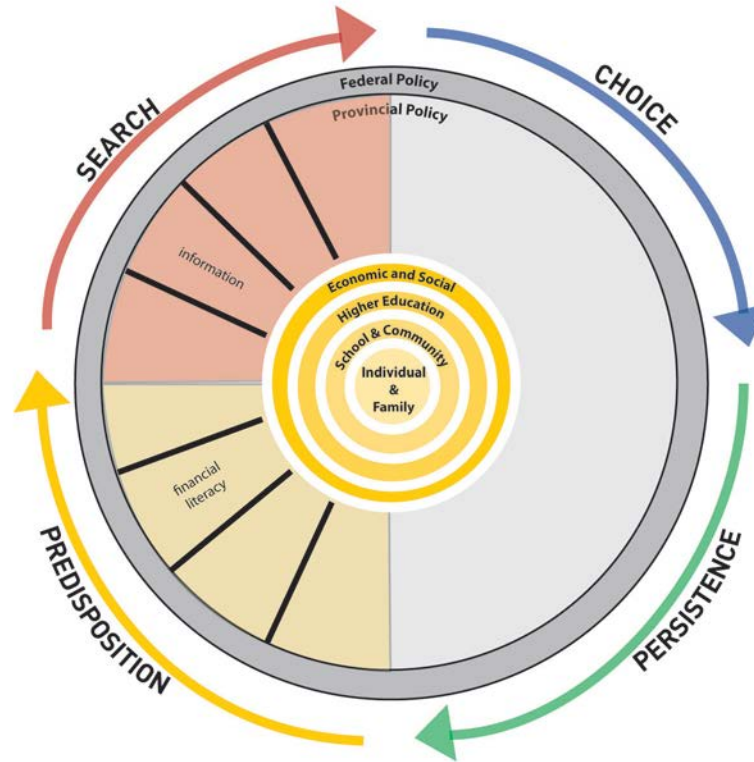 Federal Policy
Provincial Policy
SEARCH
CHOICE
information
Economic and Social
Higher Education
School & Community
Individual
&
Family
financial
literacy
PREDISPOSITION
PERSISTENCE